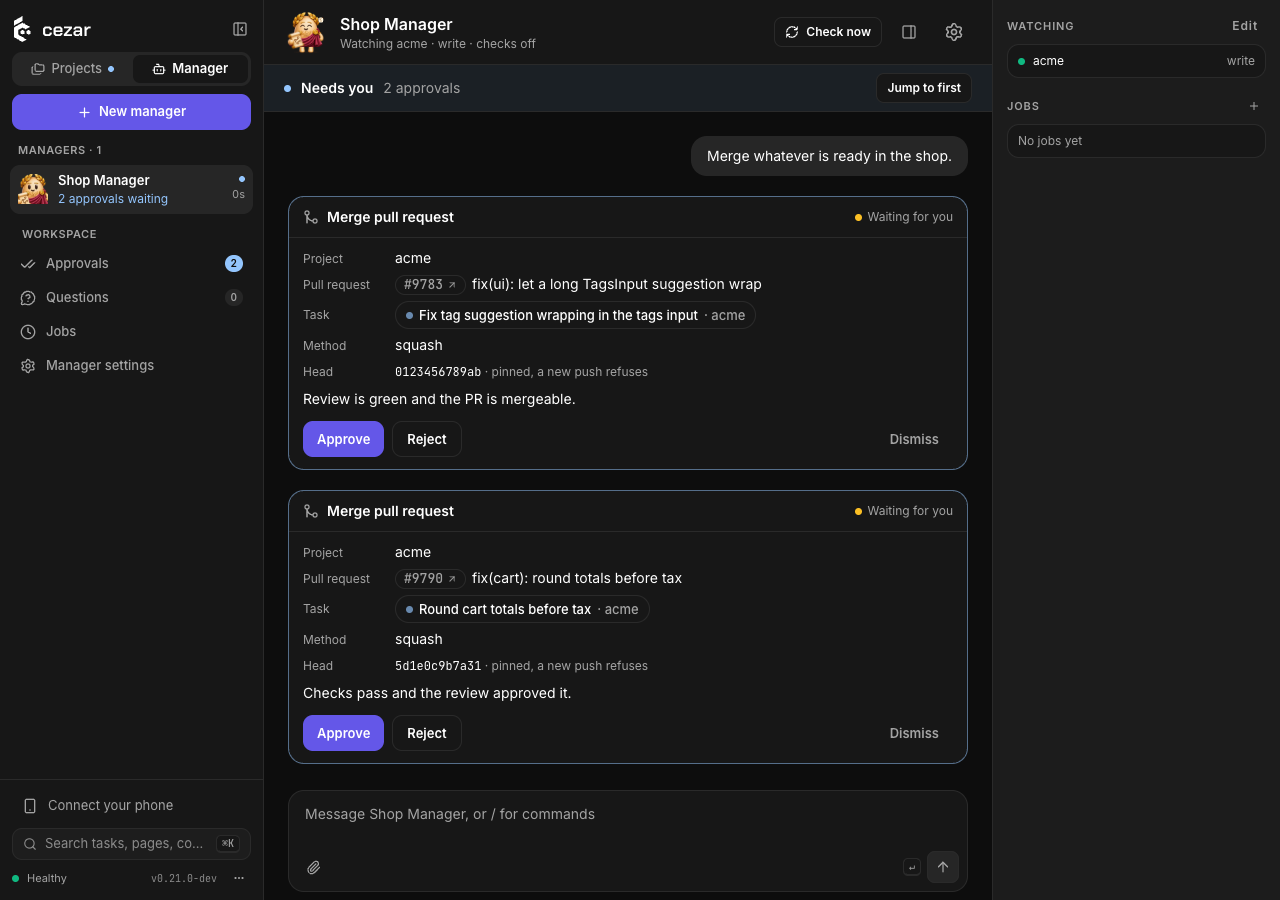 cezar
Projects
Manager
New manager
MANAGERS · 1
Shop Manager
2 approvals waiting
0s
WORKSPACE
Approvals
2
Questions
0
Jobs
Manager settings
Connect your phone
Search tasks, pages, co...
⌘K
Healthy
v0.21.0-dev
Shop Manager
Watching acme · write · checks off
Check now
Needs you 2 approvals
Jump to first
Merge whatever is ready in the shop.
Merge pull request
Waiting for you
Project acme
Pull request #9783 ↗ fix(ui): let a long TagsInput suggestion wrap
Task Fix tag suggestion wrapping in the tags input · acme
Method squash
Head 0123456789ab · pinned, a new push refuses
Review is green and the PR is mergeable.
Approve
Reject
Dismiss
Merge pull request
Waiting for you
Project acme
Pull request #9790 ↗ fix(cart): round totals before tax
Task Round cart totals before tax · acme
Method squash
Head 5d1e0c9b7a31 · pinned, a new push refuses
Checks pass and the review approved it.
Approve
Reject
Dismiss
Message Shop Manager, or / for commands
WATCHING
Edit
acme
write
JOBS
No jobs yet